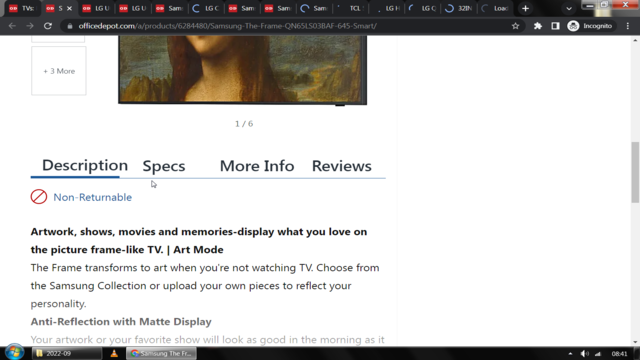 TVs:
S
LG U
LG U
Sam
LG C
Sam
Sam
Sam
TCL
LG H
LG C
32IN
Loac
officedepot.com/a/products/6284480/Samsung-The-Frame-QN65LS03BAF-645-Smart/
Incognito
+ 3 More
1 / 6
Description Specs More Info Reviews
Non-Returnable
Artwork, shows, movies and memories-display what you love on
the picture frame-like TV. | Art Mode
The Frame transforms to art when you're not watching TV. Choose from
the Samsung Collection or upload your own pieces to reflect your
personality.
Anti-Reflection with Matte Display
Your artwork or your favorite show will look as good in the morning as it
2022-09
Samsung The Fr...
08:41